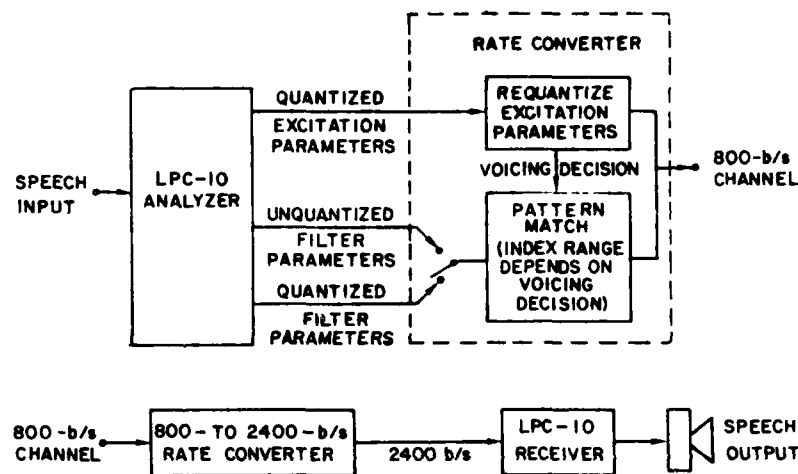 RATE CONVERTER
QUANTIZED
EXCITATION
PARAMETERS
REQUANTIZE
EXCITATION
PARAMETERS
SPEECH
INPUT
LPC-10
ANALYZER
VOICING DECISION
800-b/s
CHANNEL
UNQUANTIZED
FILTER
PARAMETERS
PATTERN
MATCH
(INDEX RANGE
DEPENDS ON
VOICING
DECISION)
QUANTIZED
FILTER
PARAMETERS
800-b/s
CHANNEL
800-TO 2400-b/s
RATE CONVERTER
2400 b/s
LPC-10
RECEIVER
SPEECH
OUTPUT